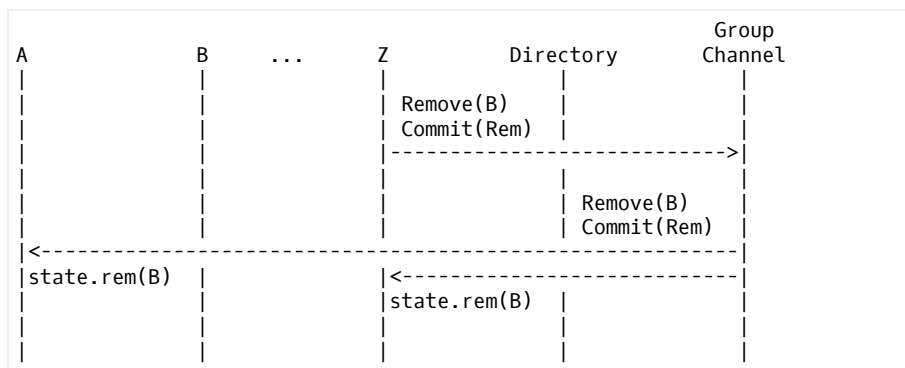 Group
A B ... Z Directory Channel
Remove(B)
Commit(Rem)
Remove(B)
Commit(Rem)
state.rem(B)
state.rem(B)